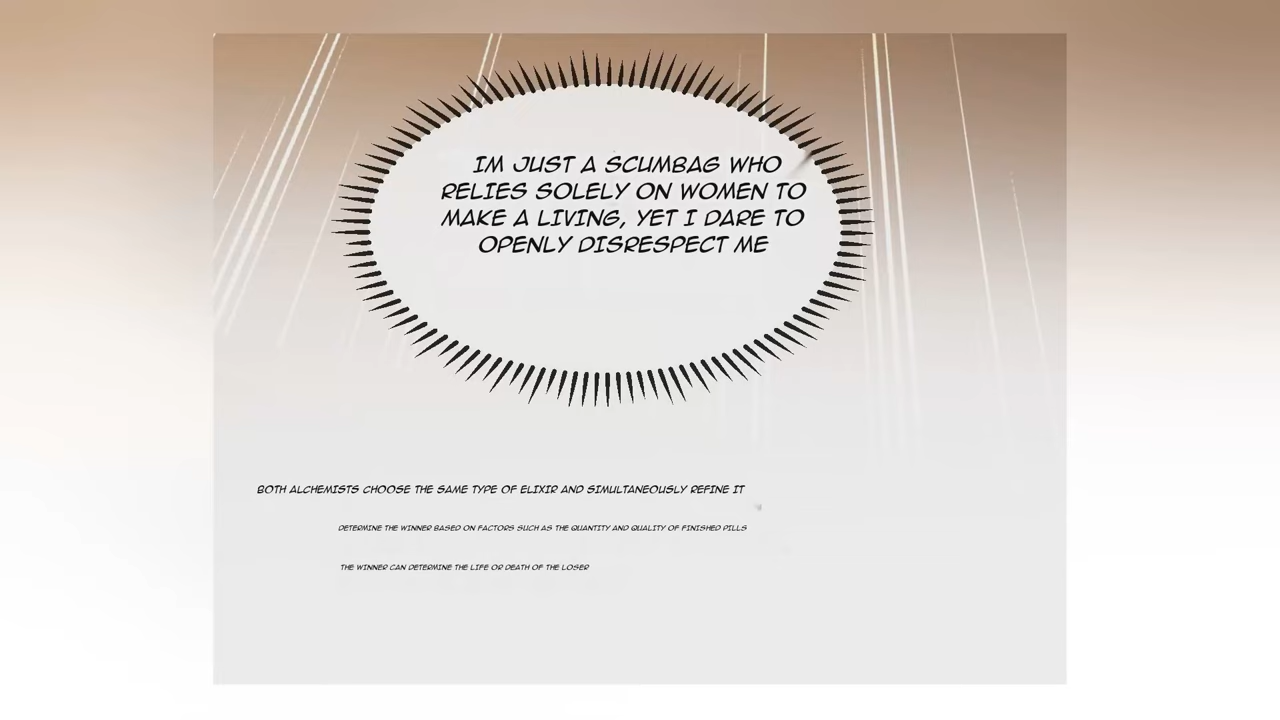 IM JUST A SCUMBAG WHO
RELIES SOLELY ON WOMEN TO
MAKE A LIVING, YET I DARE TO
OPENLY DISRESPECT ME
BOTH ALCHEMISTS CHOOSE THE SAME TYPE OF ELIXIR AND SIMULTANEOUSLY REFINE IT
DETERMINE THE WINNER BASED ON FACTORS SUCH AS THE QUANTITY AND QUALITY OF FINISHED PILLS
THE WINNER CAN DETERMINE THE LIFE OR DEATH OF THE LOSER